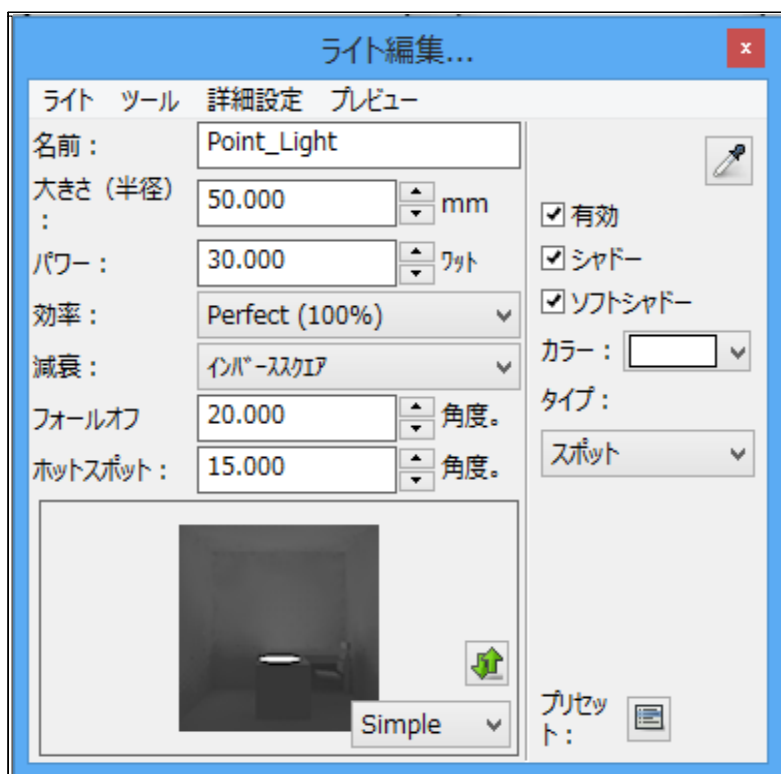 ライト編集...
x
ライト ツール 詳細設定 プレビュー
名前：
Point_Light
大きさ（半径）
：
50.000
mm
パワー：
30.000
ﾜｯﾄ
効率：
Perfect (100%)
減衰：
ｲﾝﾊﾞｰｽｽｸｴｱ
フォールオフ
20.000
角度。
ホットスポット：
15.000
角度。
Simple
有効
シャドー
ソフトシャドー
カラー：
タイプ：
スポット
プリセッ
ト：